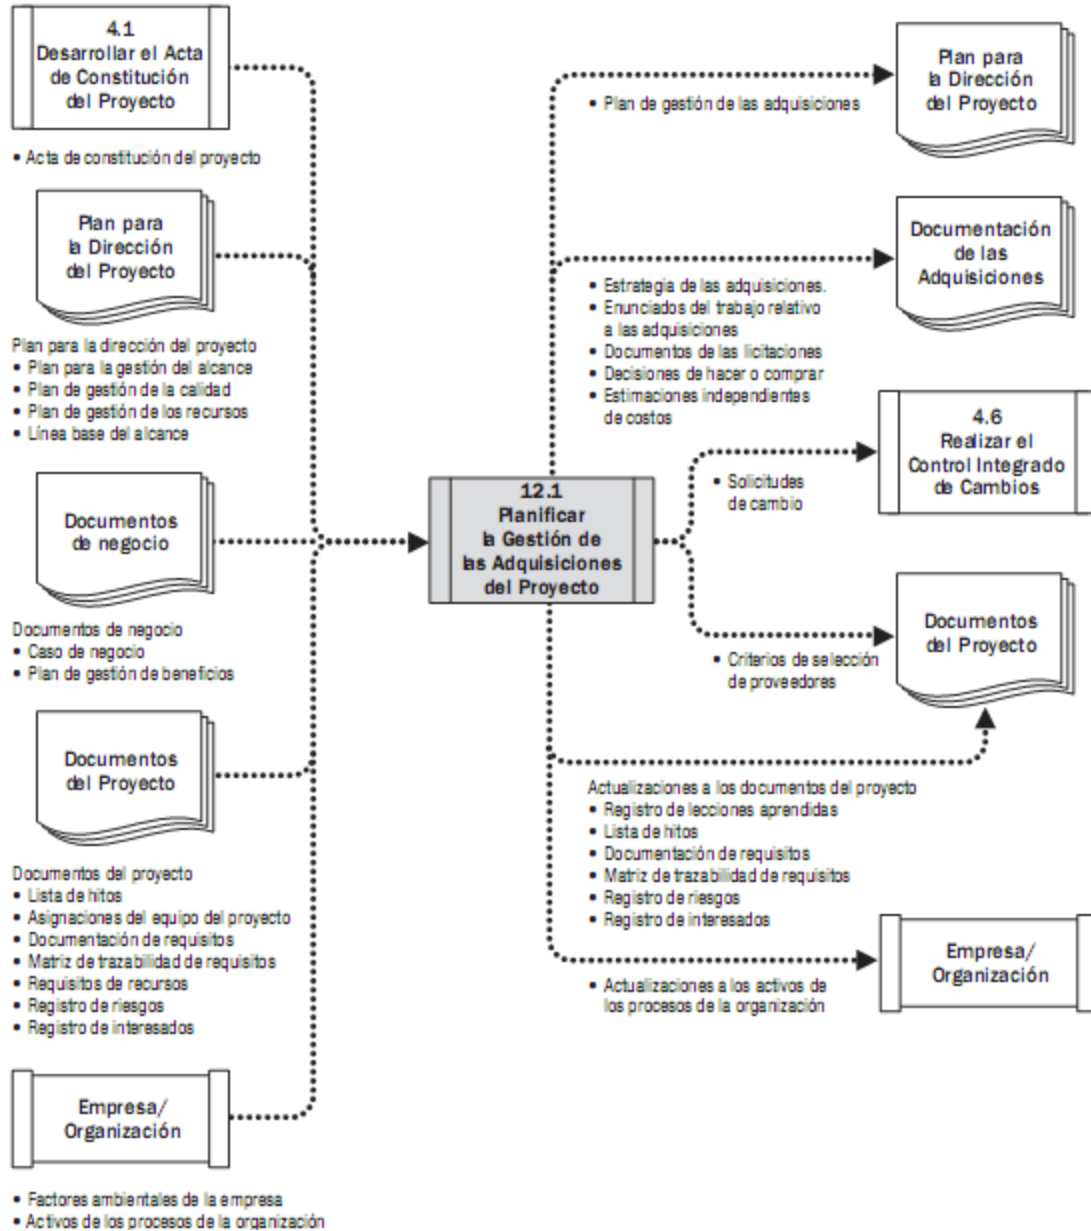 4.1
Desarrollar el Acta
de Constitución
del Proyecto
• Acta de constitución del proyecto
Plan para
la Dirección
del Proyecto
Plan para la dirección del proyecto
• Plan para la gestión del alcance
• Plan de gestión de la calidad
• Plan de gestión de los recursos
• Línea base del alcance
Documentos
de negocio
Documentos de negocio
• Caso de negocio
• Plan de gestión de beneficios
Documentos
del Proyecto
Documentos del proyecto
• Lista de hitos
• Asignaciones del equipo del proyecto
• Documentación de requisitos
• Matriz de trazabilidad de requisitos
• Requisitos de recursos
• Registro de riesgos
• Registro de interesados
Empresa/
Organización
• Factores ambientales de la empresa
• Activos de los procesos de la organización
12.1
Planificar
la Gestión de
las Adquisiciones
del Proyecto
• Plan de gestión de las adquisiciones
Plan para
la Dirección
del Proyecto
• Estrategia de las adquisiciones.
• Enunciados del trabajo relativo
a las adquisiciones
• Documentos de las licitaciones
• Decisiones de hacer o comprar
• Estimaciones independientes
de costos
Documentación
de las
Adquisiciones
• Solicitudes
de cambio
4.6
Realizar el
Control Integrado
de Cambios
• Criterios de selección
de proveedores
Documentos
del Proyecto
Actualizaciones a los documentos del proyecto
• Registro de lecciones aprendidas
• Lista de hitos
• Documentación de requisitos
• Matriz de trazabilidad de requisitos
• Registro de riesgos
• Registro de interesados
• Actualizaciones a los activos de
los procesos de la organización
Empresa/
Organización